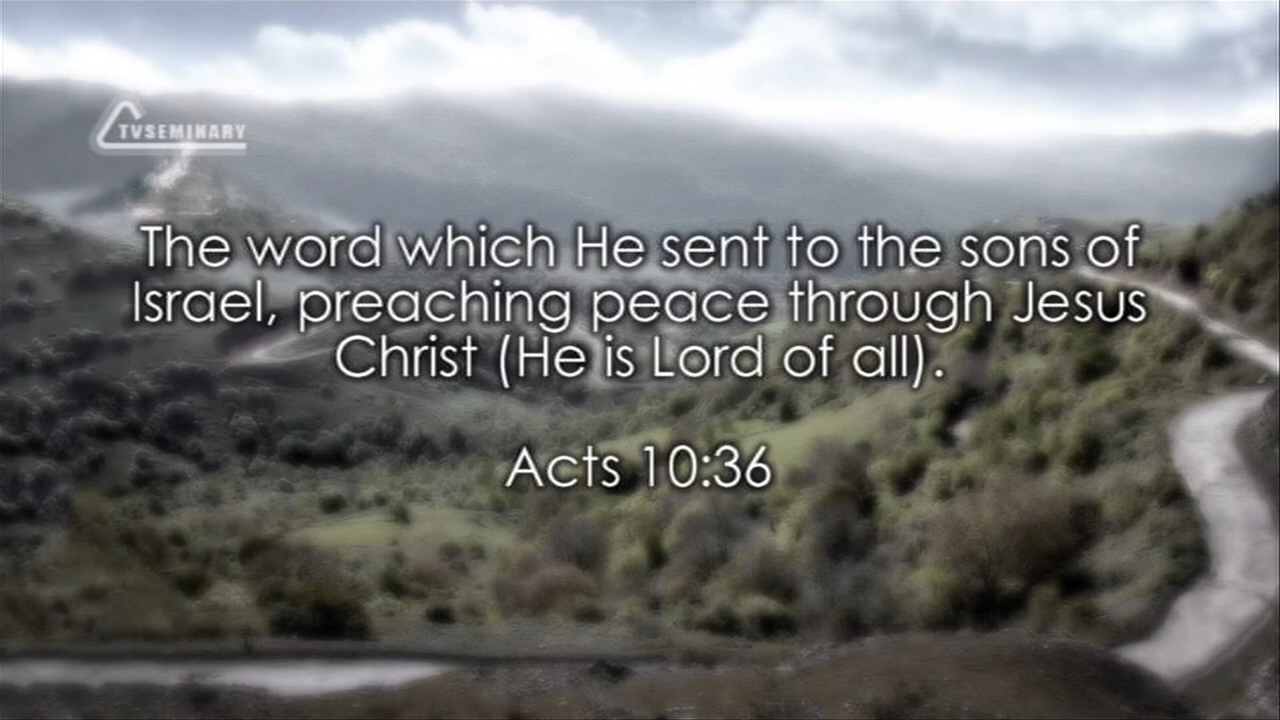 TVSEMINARY
The word which He sent to the sons of
Israel, preaching peace through Jesus
Christ (He is Lord of all).
Acts 10:36